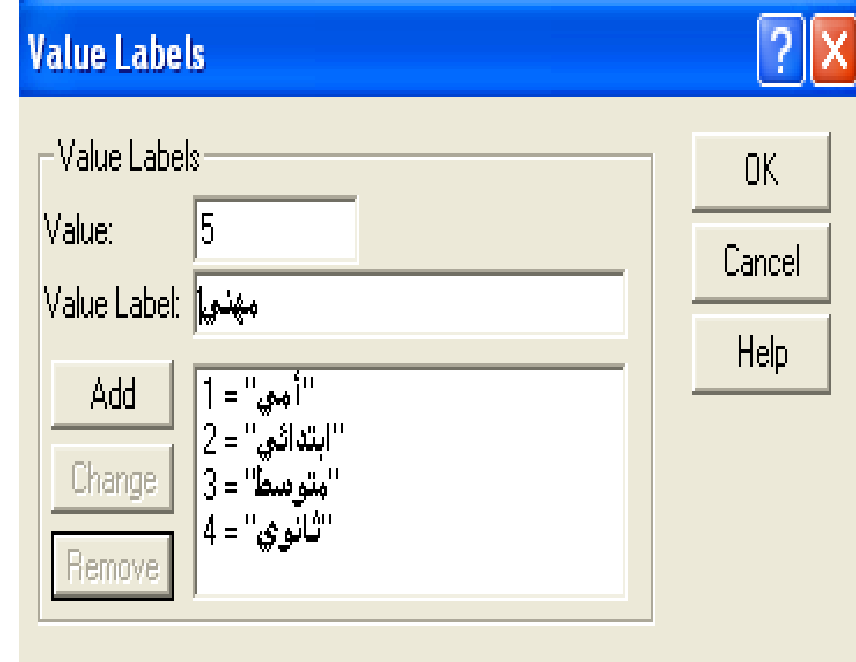 Value Labels
Value Labels
OK
Value: 5
Cancel
Value Label: مهني
Help
Add
1 = "أمي"
2 = "ابتدائي"
Change
3 = "متوسط"
4 = "ثانوي"
Remove